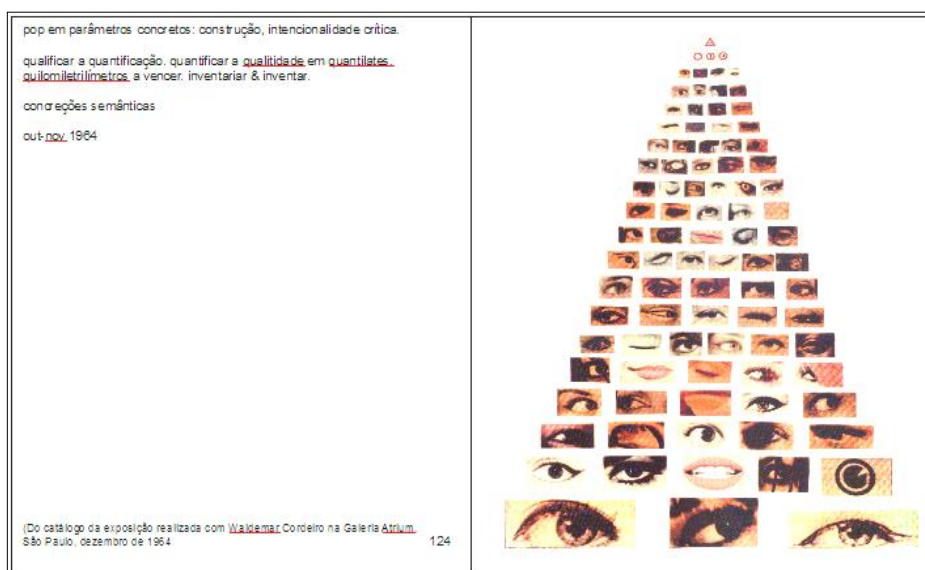 pop em parâmetros concretos: construção, intencionalidade crítica.
qualificar a quantificação. quantificar a qualitidade em quantilates.
quilomiletrilímetros a vencer. inventariar & inventar.
concreções semânticas
out-nov 1964
(Do catálogo da exposição realizada com Waldemar Cordeiro na Galeria Atrium.
São Paulo, dezembro de 1964
124